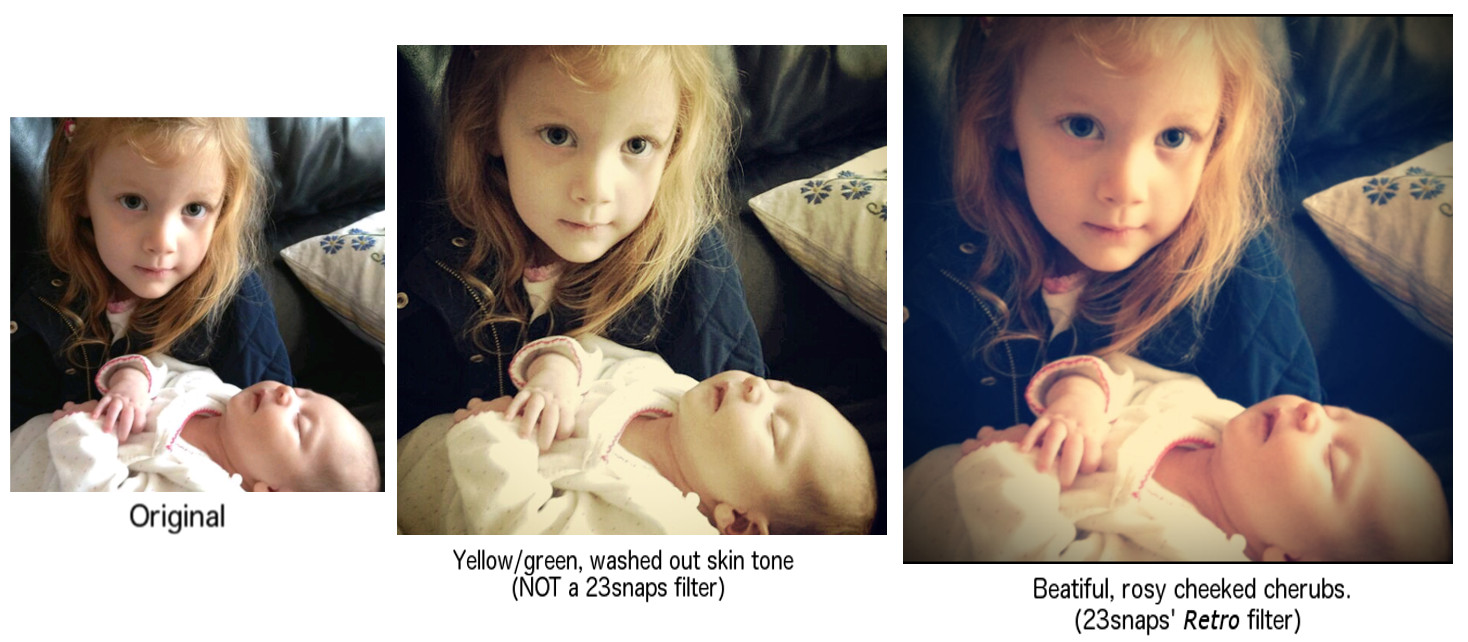 Original
Yellow/green, washed out skin tone
(NOT a 23snaps filter)
Beatiful, rosy cheeked cherubs.
(23snaps' Retro filter)